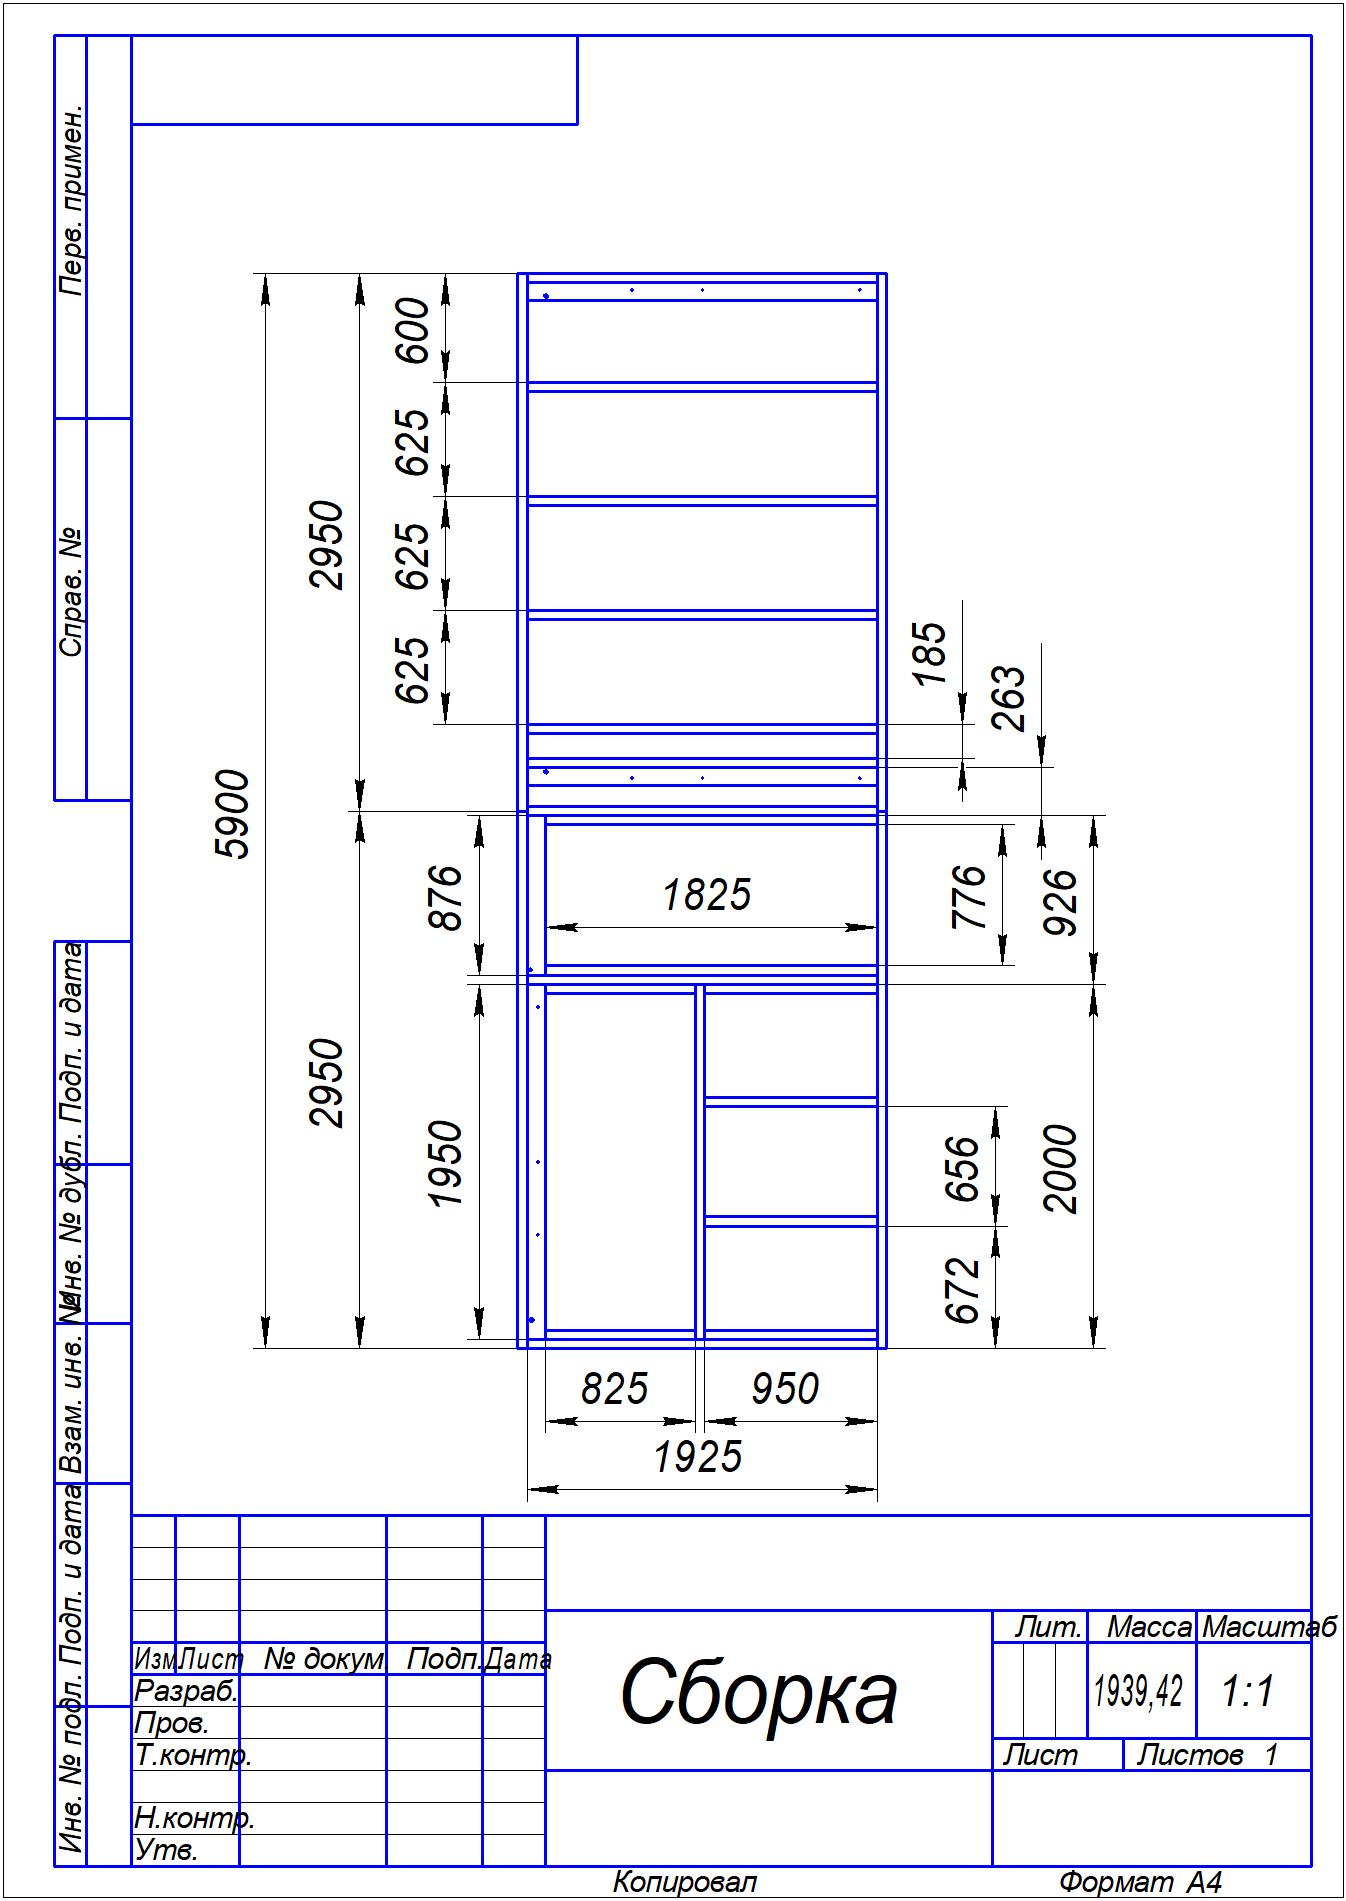 Перв. примен.
Справ. №
Подп. и дата
Инв. № дубл.
Взам. инв. №
Подп. и дата
Инв. № подл.
5900
2950
2950
600
625
625
625
876
1950
185
263
776
926
1825
656
672
2000
825
950
1925
Изм Лист № докум Подп. Дата
Разраб.
Пров.
Т.контр.
Н.контр.
Утв.
Сборка
Лит. Масса Масштаб
1939,42 1:1
Лист Листов 1
Копировал Формат А4